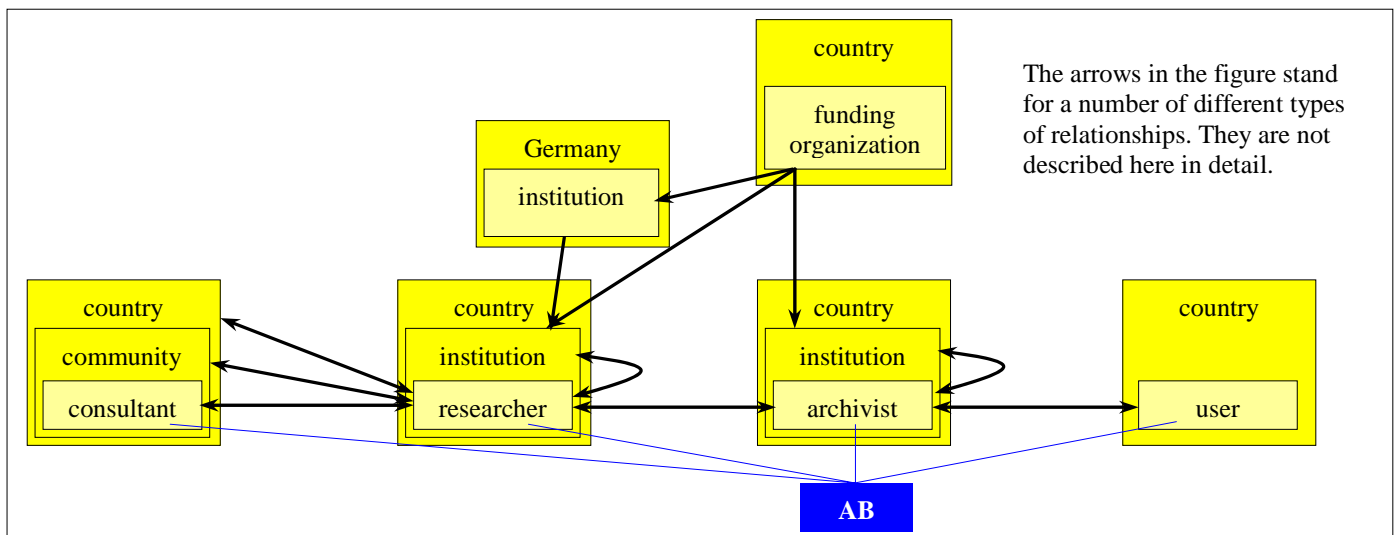 country
funding
organization
The arrows in the figure stand
for a number of different types
of relationships. They are not
described here in detail.
Germany
institution
country
community
consultant
country
institution
researcher
country
institution
archivist
country
user
AB